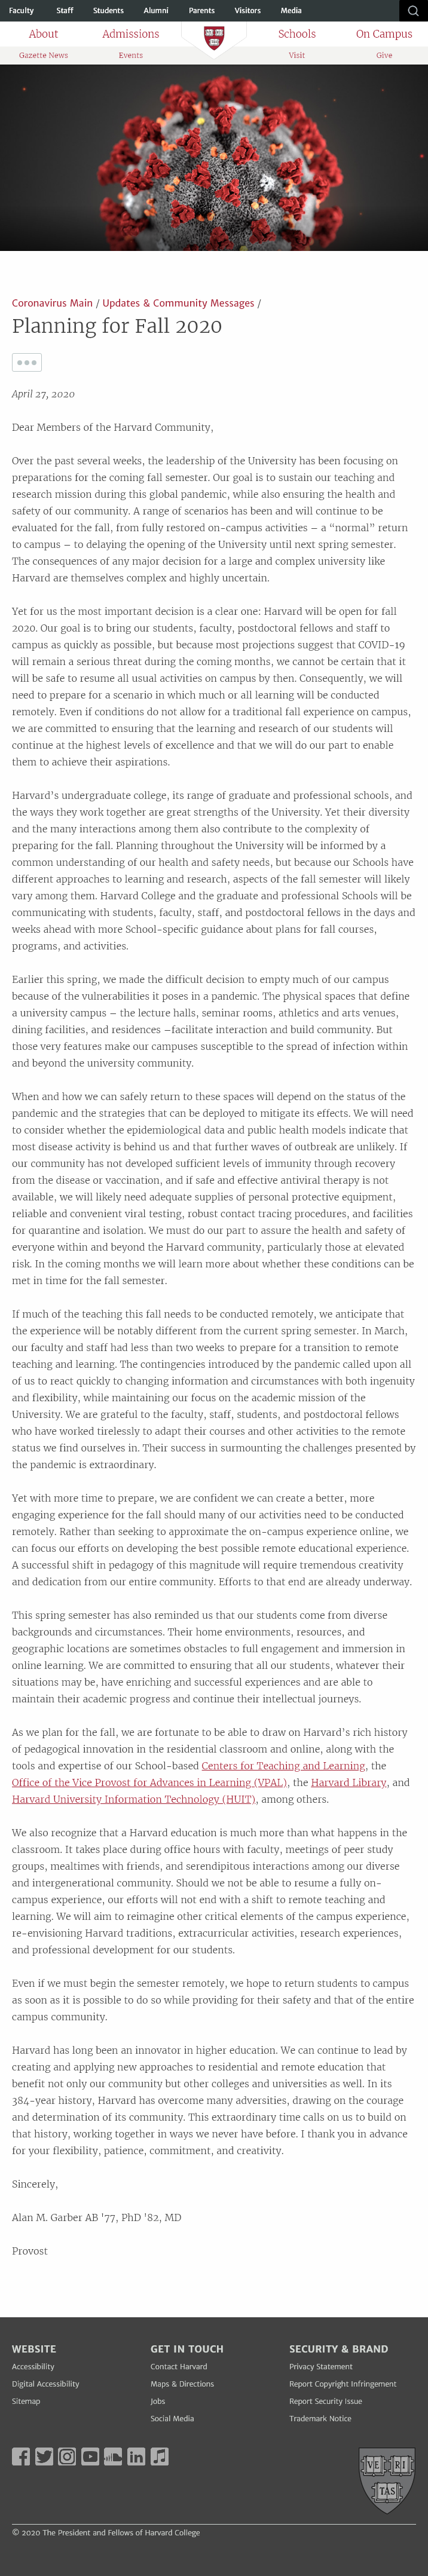 Faculty Staff Students Alumni Parents Visitors Media
About Admissions Schools On Campus
Gazette News Events Visit Give
Coronavirus Main / Updates & Community Messages /
Planning for Fall 2020
April 27, 2020
Dear Members of the Harvard Community,
Over the past several weeks, the leadership of the University has been focusing on
preparations for the coming fall semester. Our goal is to sustain our teaching and
research mission during this global pandemic, while also ensuring the health and
safety of our community. A range of scenarios has been and will continue to be
evaluated for the fall, from fully restored on-campus activities – a “normal” return
to campus – to delaying the opening of the University until next spring semester.
The consequences of any major decision for a large and complex university like
Harvard are themselves complex and highly uncertain.
Yet for us the most important decision is a clear one: Harvard will be open for fall
2020. Our goal is to bring our students, faculty, postdoctoral fellows and staff to
campus as quickly as possible, but because most projections suggest that COVID-19
will remain a serious threat during the coming months, we cannot be certain that it
will be safe to resume all usual activities on campus by then. Consequently, we will
need to prepare for a scenario in which much or all learning will be conducted
remotely. Even if conditions do not allow for a traditional fall experience on campus,
we are committed to ensuring that the learning and research of our students will
continue at the highest levels of excellence and that we will do our part to enable
them to achieve their aspirations.
Harvard’s undergraduate college, its range of graduate and professional schools, and
the ways they work together are great strengths of the University. Yet their diversity
and the many interactions among them also contribute to the complexity of
preparing for the fall. Planning throughout the University will be informed by a
common understanding of our health and safety needs, but because our Schools take
different approaches to learning and research, aspects of the fall semester will likely
vary among them. Harvard College and the graduate and professional Schools will be
communicating with students, faculty, staff, and postdoctoral fellows in the days and
weeks ahead with more School-specific guidance about plans for fall courses,
programs, and activities.
Earlier this spring, we made the difficult decision to empty much of our campus
because of the vulnerabilities it poses in a pandemic. The physical spaces that define
a university campus – the lecture halls, seminar rooms, athletics and arts venues,
dining facilities, and residences –facilitate interaction and build community. But
those very features make our campuses susceptible to the spread of infection within
and beyond the university community.
When and how we can safely return to these spaces will depend on the status of the
pandemic and the strategies that can be deployed to mitigate its effects. We will need
to consider whether the epidemiological data and public health models indicate that
most disease activity is behind us and that further waves of outbreak are unlikely. If
our community has not developed sufficient levels of immunity through recovery
from the disease or vaccination, and if safe and effective antiviral therapy is not
available, we will likely need adequate supplies of personal protective equipment,
reliable and convenient viral testing, robust contact tracing procedures, and facilities
for quarantine and isolation. We must do our part to assure the health and safety of
everyone within and beyond the Harvard community, particularly those at elevated
risk. In the coming months we will learn more about whether these conditions can be
met in time for the fall semester.
If much of the teaching this fall needs to be conducted remotely, we anticipate that
the experience will be notably different from the current spring semester. In March,
our faculty and staff had less than two weeks to prepare for a transition to remote
teaching and learning. The contingencies introduced by the pandemic called upon all
of us to react quickly to changing information and circumstances with both ingenuity
and flexibility, while maintaining our focus on the academic mission of the
University. We are grateful to the faculty, staff, students, and postdoctoral fellows
who have worked tirelessly to adapt their courses and other activities to the remote
status we find ourselves in. Their success in surmounting the challenges presented by
the pandemic is extraordinary.
Yet with more time to prepare, we are confident we can create a better, more
engaging experience for the fall should many of our activities need to be conducted
remotely. Rather than seeking to approximate the on-campus experience online, we
can focus our efforts on developing the best possible remote educational experience.
A successful shift in pedagogy of this magnitude will require tremendous creativity
and dedication from our entire community. Efforts to that end are already underway.
This spring semester has also reminded us that our students come from diverse
backgrounds and circumstances. Their home environments, resources, and
geographic locations are sometimes obstacles to full engagement and immersion in
online learning. We are committed to ensuring that all our students, whatever their
situations may be, have enriching and successful experiences and are able to
maintain their academic progress and continue their intellectual journeys.
As we plan for the fall, we are fortunate to be able to draw on Harvard’s rich history
of pedagogical innovation in the residential classroom and online, along with the
tools and expertise of our School-based Centers for Teaching and Learning, the
Office of the Vice Provost for Advances in Learning (VPAL), the Harvard Library, and
Harvard University Information Technology (HUIT), among others.
We also recognize that a Harvard education is much more than what happens in the
classroom. It takes place during office hours with faculty, meetings of peer study
groups, mealtimes with friends, and serendipitous interactions among our diverse
and intergenerational community. Should we not be able to resume a fully on-
campus experience, our efforts will not end with a shift to remote teaching and
learning. We will aim to reimagine other critical elements of the campus experience,
re-envisioning Harvard traditions, extracurricular activities, research experiences,
and professional development for our students.
Even if we must begin the semester remotely, we hope to return students to campus
as soon as it is possible to do so while providing for their safety and that of the entire
campus community.
Harvard has long been an innovator in higher education. We can continue to lead by
creating and applying new approaches to residential and remote education that
benefit not only our community but other colleges and universities as well. In its
384-year history, Harvard has overcome many adversities, drawing on the courage
and determination of its community. This extraordinary time calls on us to build on
that history, working together in ways we never have before. I thank you in advance
for your flexibility, patience, commitment, and creativity.
Sincerely,
Alan M. Garber AB '77, PhD '82, MD
Provost
WEBSITE GET IN TOUCH SECURITY & BRAND
Accessibility Contact Harvard Privacy Statement
Digital Accessibility Maps & Directions Report Copyright Infringement
Sitemap Jobs Report Security Issue
Social Media Trademark Notice
VE RI
TAS
© 2020 The President and Fellows of Harvard College